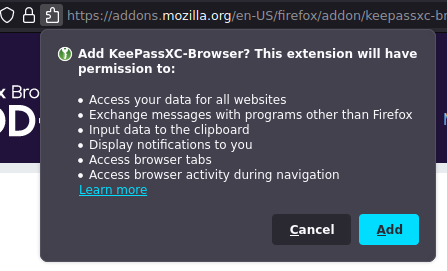 https://addons.mozilla.org/en-US/firefox/addon/keepassxc-br
Add KeePassXC-Browser? This extension will have
permission to:
• Access your data for all websites
• Exchange messages with programs other than Firefox
• Input data to the clipboard
• Display notifications to you
• Access browser tabs
• Access browser activity during navigation
Learn more
Cancel
Add